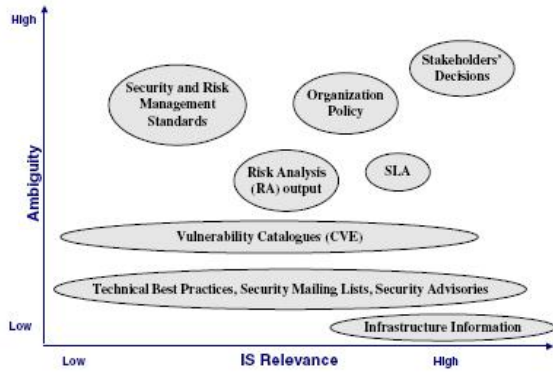 High
Stakeholders'
Decisions
Security and Risk
Management
Standards
Organization
Policy
Risk Analysis
(RA) output
SLA
Ambiguity
Vulnerability Catalogues (CVE)
Technical Best Practices, Security Mailing Lists, Security Advisories
Low
Infrastructure Information
Low
IS Relevance
High